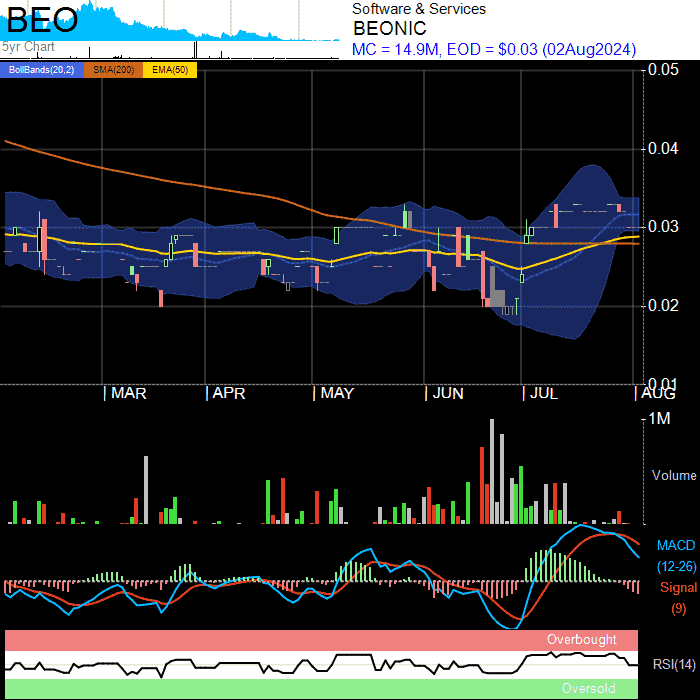 BEO
5yr Chart
Software & Services
BEONIC
MC = 14.9M, EOD = $0.03 (02Aug2024)
BollBands(20,2) SMA(200) EMA(50)
0.05
0.04
0.03
0.02
0.01
MAR APR MAY JUN JUL AUG
1M
Volume
MACD
(12-26)
Signal
(9)
Overbought
RSI(14)
Oversold